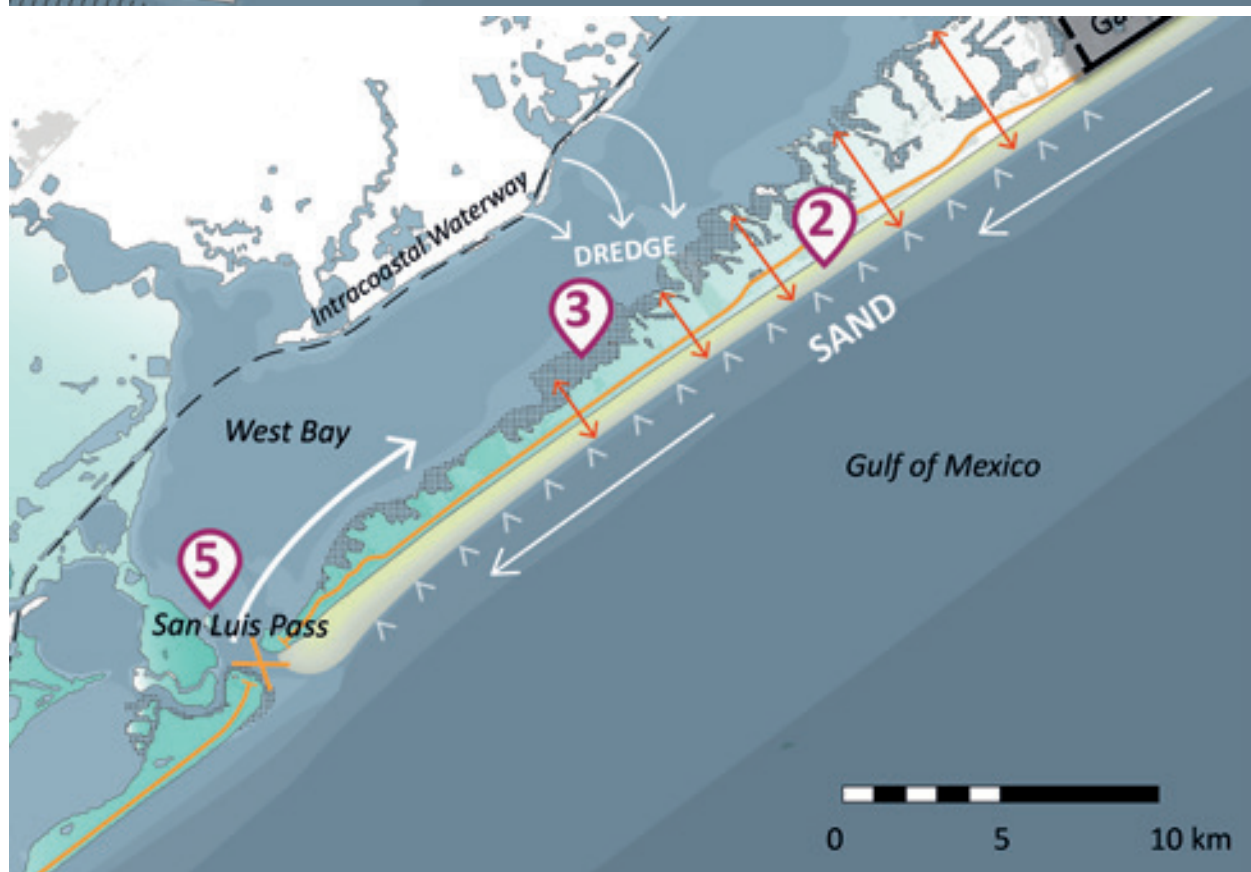 Intracoastal Waterway
DREDGE
2
3
SAND
West Bay
Gulf of Mexico
5
San Luis Pass
0 5 10 km